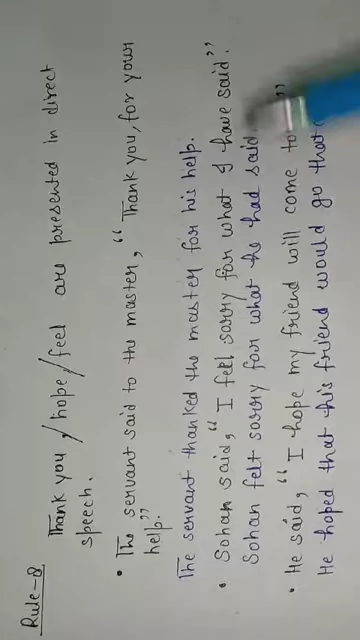 Rule-8
Thank you, / hope / feel are presented in direct
speech.
• The servant said to the master, "Thank you, for your
help."
The servant thanked the master for his help.
• Sohan said, "I feel sorry for what I have said."
Sohan felt sorry for what he had said.
• He said, "I hope my friend will come to
He hoped that his friend would go that